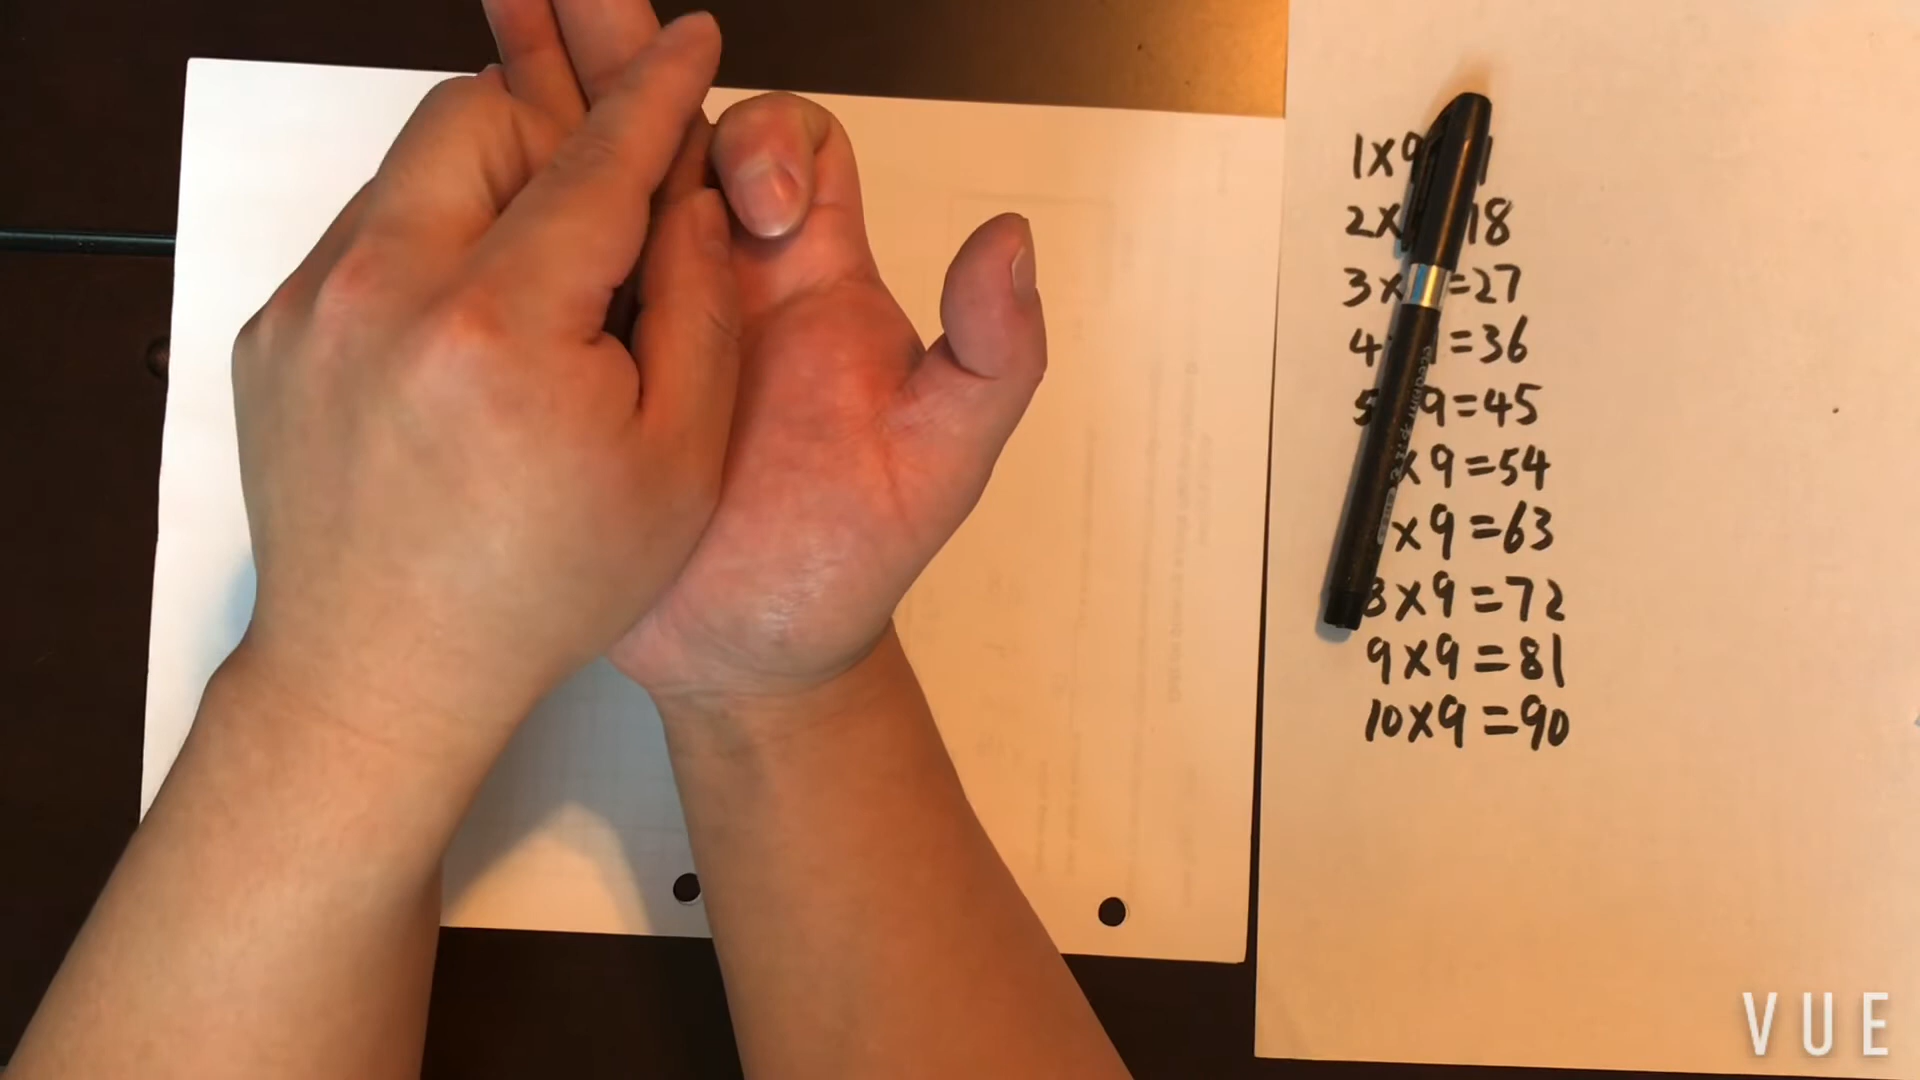 1x9
2x 18
3x =27
4 =36
5 9=45
x9=54
x9=63
8x9=72
9x9=81
10x9=90
VUE